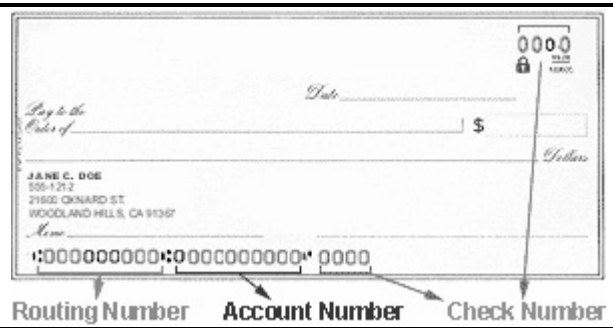 0000
Date
Pay to the
Order of
$
Dollars
JANE C. DOE
555-1212
21600 OXNARD ST.
WOODLAND HILLS, CA 91367
Memo
⑆000000000⑆0000000000⑈ 0000
Routing Number Account Number Check Number